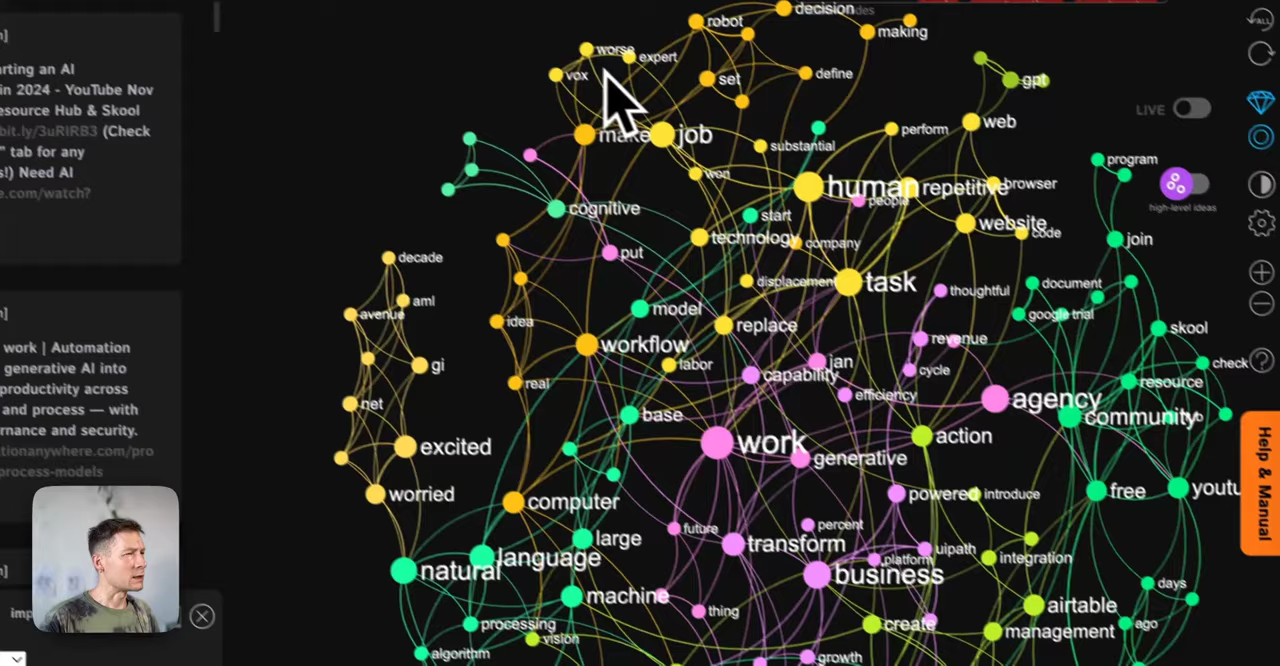 arting an AI
in 2024 - YouTube Nov
esource Hub & Skool
bit.ly/3uRIRB3 (Check
" tab for any
s!) Need AI
e.com/watch?
work | Automation
generative AI into
productivity across
and process — with
rnance and security.
ctionanywhere.com/pro
process-models
imp
decision
robot
making
worse
expert
vox
set
define
gpt
make
job
perform
web
substantial
LIVE
won
program
human
repetitive
browser
people
high-level ideas
cognitive
start
website
code
technology
company
join
put
decade
displacement
task
thoughtful
document
aml
model
avenue
google trial
idea
replace
skool
workflow
revenue
gi
labor
jan
capability
cycle
check
real
resource
net
efficiency
agency
base
community
excited
work
action
generative
Help & Manual
worried
computer
powered
introduce
free
youtu
future
percent
large
transform
uipath
language
platform
integration
natural
business
machine
days
thing
airtable
processing
create
management
ago
vision
algorithm
growth